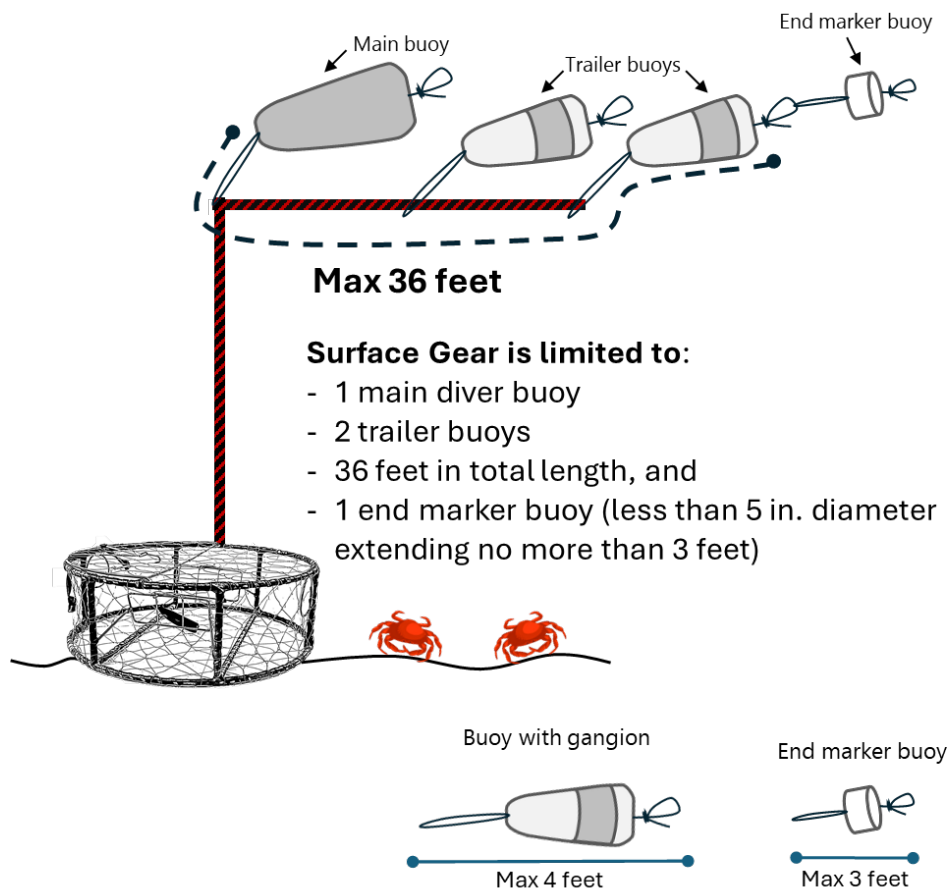 End marker buoy
Main buoy
Trailer buoys
Max 36 feet
Surface Gear is limited to:
- 1 main diver buoy
- 2 trailer buoys
- 36 feet in total length, and
- 1 end marker buoy (less than 5 in. diameter
extending no more than 3 feet)
Buoy with gangion
End marker buoy
Max 4 feet
Max 3 feet